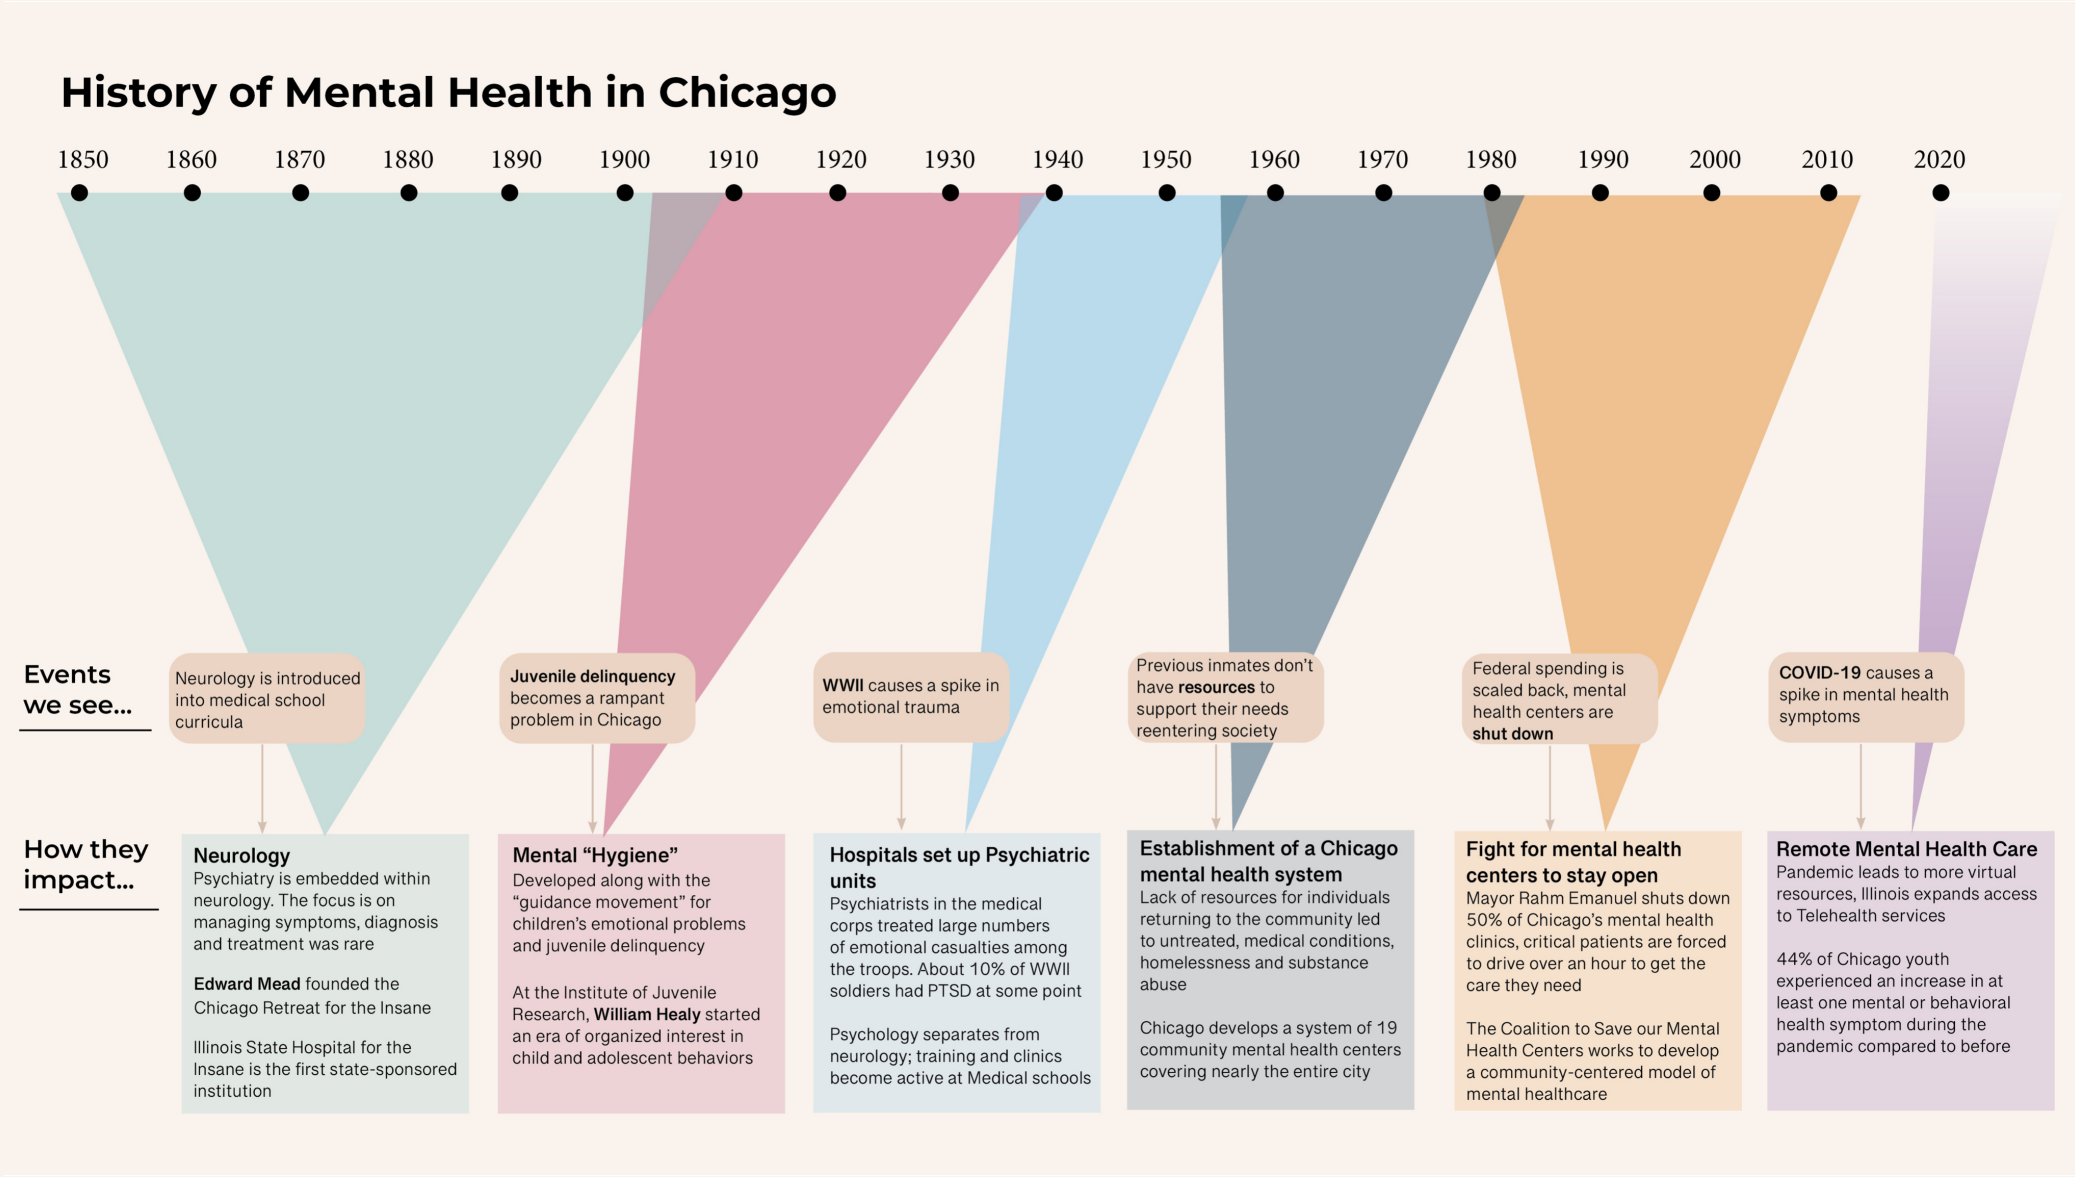 History of Mental Health in Chicago
1850 1860 1870 1880 1890 1900 1910 1920 1930 1940 1950 1960 1970 1980 1990 2000 2010 2020
Events
we see...
Neurology is introduced
into medical school
curricula
Juvenile delinquency
becomes a rampant
problem in Chicago
WWII causes a spike in
emotional trauma
Previous inmates don’t
have resources to
support their needs
reentering society
Federal spending is
scaled back, mental
health centers are
shut down
COVID-19 causes a
spike in mental health
symptoms
How they
impact...
Neurology
Psychiatry is embedded within
neurology. The focus is on
managing symptoms, diagnosis
and treatment was rare
Edward Mead founded the
Chicago Retreat for the Insane
Illinois State Hospital for the
Insane is the first state-sponsored
institution
Mental “Hygiene”
Developed along with the
“guidance movement” for
children’s emotional problems
and juvenile delinquency
At the Institute of Juvenile
Research, William Healy started
an era of organized interest in
child and adolescent behaviors
Hospitals set up Psychiatric
units
Psychiatrists in the medical
corps treated large numbers
of emotional casualties among
the troops. About 10% of WWII
soldiers had PTSD at some point
Psychology separates from
neurology; training and clinics
become active at Medical schools
Establishment of a Chicago
mental health system
Lack of resources for individuals
returning to the community led
to untreated, medical conditions,
homelessness and substance
abuse
Chicago develops a system of 19
community mental health centers
covering nearly the entire city
Fight for mental health
centers to stay open
Mayor Rahm Emanuel shuts down
50% of Chicago’s mental health
clinics, critical patients are forced
to drive over an hour to get the
care they need
The Coalition to Save our Mental
Health Centers works to develop
a community-centered model of
mental healthcare
Remote Mental Health Care
Pandemic leads to more virtual
resources, Illinois expands access
to Telehealth services
44% of Chicago youth
experienced an increase in at
least one mental or behavioral
health symptom during the
pandemic compared to before